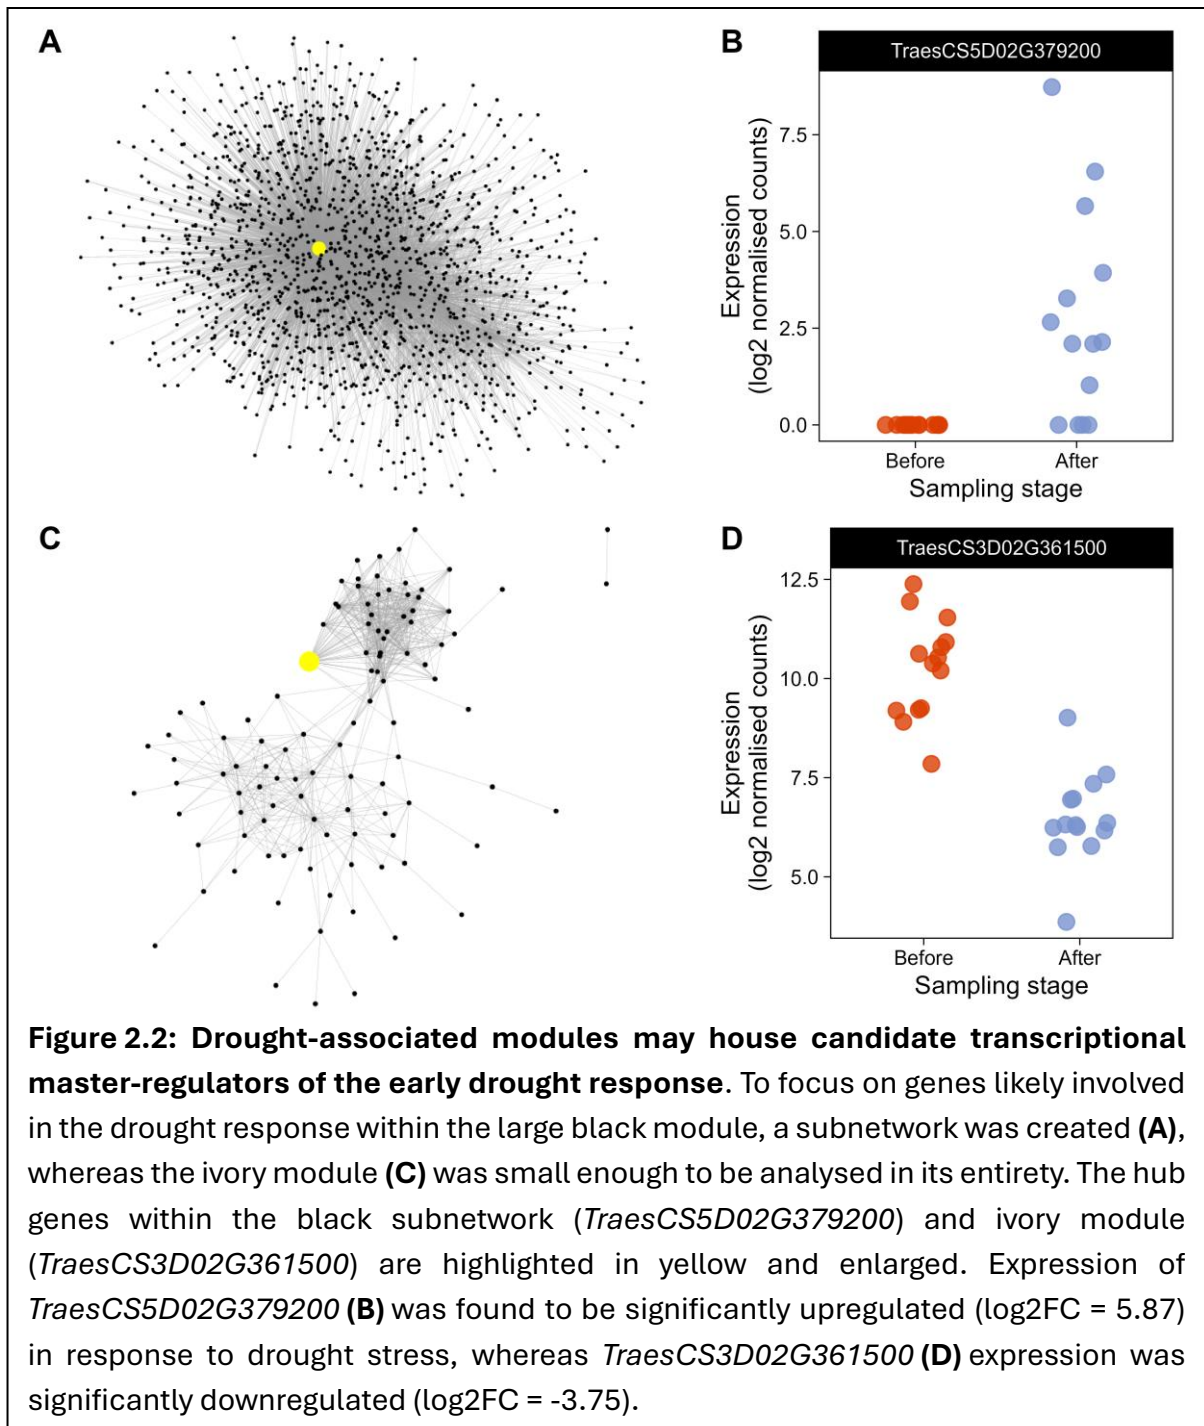 A
B
TraesCS5D02G379200
Expression
(log2 normalised counts)
7.5
5.0
2.5
0.0
Before
After
Sampling stage
C
D
TraesCS3D02G361500
Expression
(log2 normalised counts)
12.5
10.0
7.5
5.0
Before
After
Sampling stage
Figure 2.2: Drought-associated modules may house candidate transcriptional
master-regulators of the early drought response. To focus on genes likely involved
in the drought response within the large black module, a subnetwork was created (A),
whereas the ivory module (C) was small enough to be analysed in its entirety. The hub
genes within the black subnetwork (TraesCS5D02G379200) and ivory module
(TraesCS3D02G361500) are highlighted in yellow and enlarged. Expression of
TraesCS5D02G379200 (B) was found to be significantly upregulated (log2FC = 5.87)
in response to drought stress, whereas TraesCS3D02G361500 (D) expression was
significantly downregulated (log2FC = -3.75).